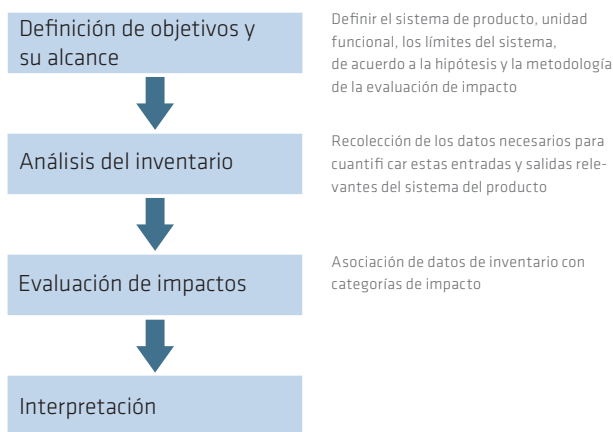 Definición de objetivos y
su alcance
Definir el sistema de producto, unidad
funcional, los límites del sistema,
de acuerdo a la hipótesis y la metodología
de la evaluación de impacto
Análisis del inventario
Recolección de los datos necesarios para
cuantifi car estas entradas y salidas rele-
vantes del sistema del producto
Evaluación de impactos
Asociación de datos de inventario con
categorías de impacto
Interpretación